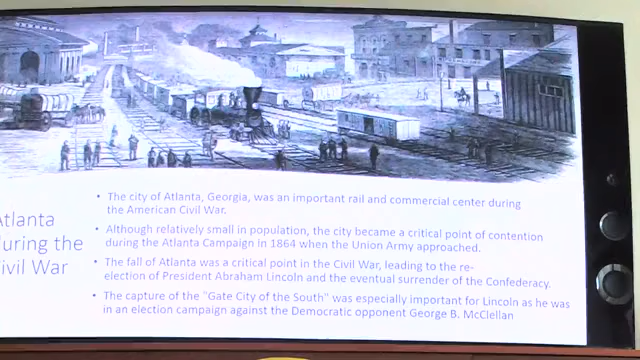 Atlanta
during the
Civil War
• The city of Atlanta, Georgia, was an important rail and commercial center during
the American Civil War.
• Although relatively small in population, the city became a critical point of contention
during the Atlanta Campaign in 1864 when the Union Army approached.
• The fall of Atlanta was a critical point in the Civil War, leading to the re-
election of President Abraham Lincoln and the eventual surrender of the Confederacy.
• The capture of the "Gate City of the South" was especially important for Lincoln as he was
in an election campaign against the Democratic opponent George B. McClellan